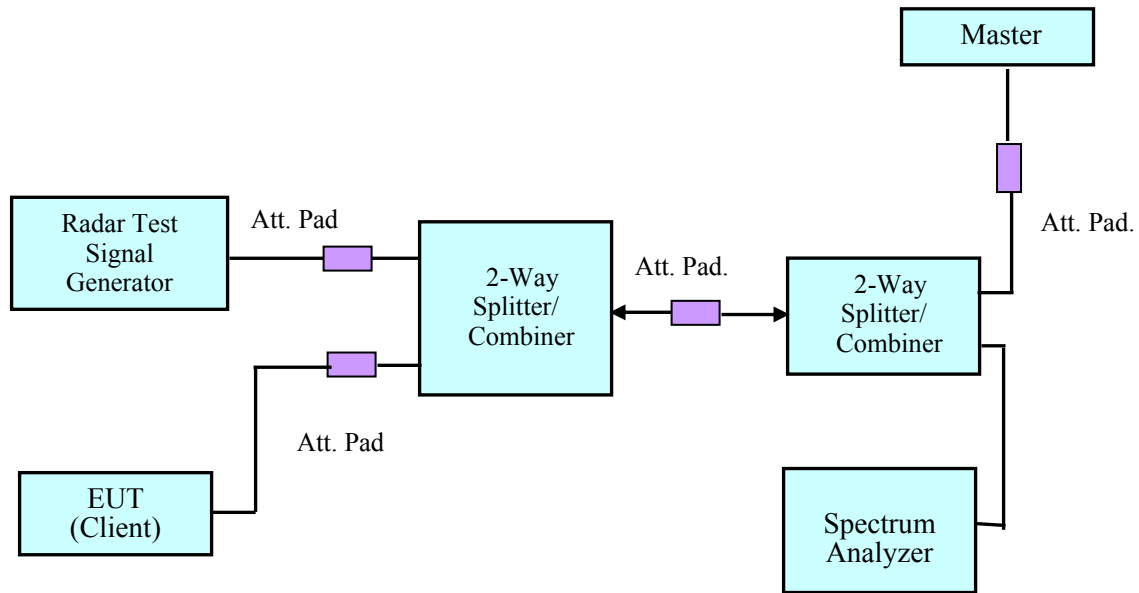 Master
Att. Pad.
Radar Test
Signal
Generator
Att. Pad
2-Way
Splitter/
Combiner
Att. Pad.
2-Way
Splitter/
Combiner
Att. Pad
EUT
(Client)
Spectrum
Analyzer